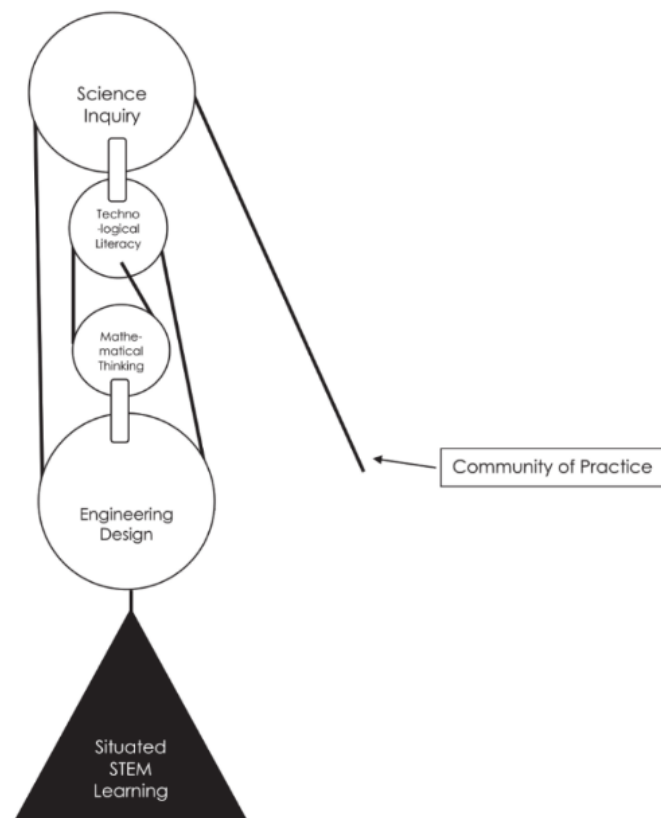 Science
Inquiry
Techno
-logical
Literacy
Mathe-
matical
Thinking
Community of Practice
Engineering
Design
Situated
STEM
Learning